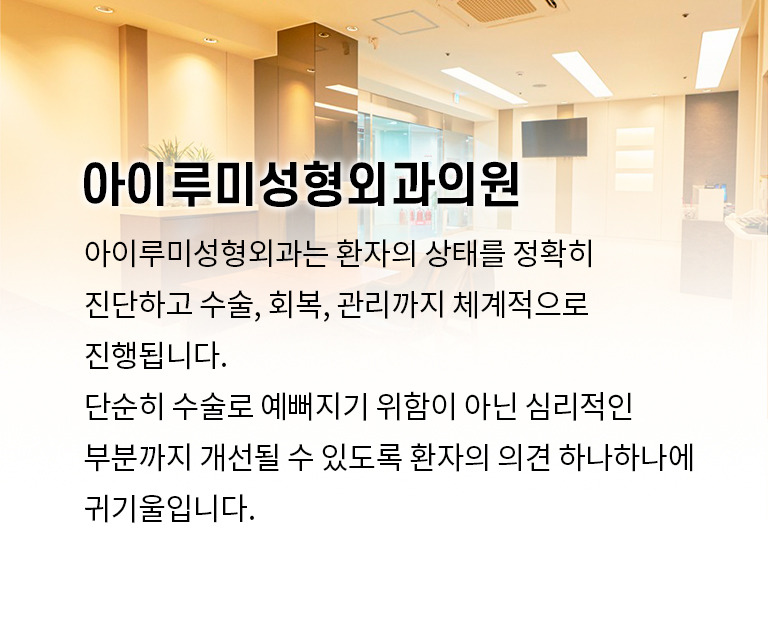 아이루미성형외과의원
아이루미성형외과는 환자의 상태를 정확히
진단하고 수술, 회복, 관리까지 체계적으로
진행됩니다.
단순히 수술로 예뻐지기 위함이 아닌 심리적인
부분까지 개선될 수 있도록 환자의 의견 하나하나에
귀기울입니다.